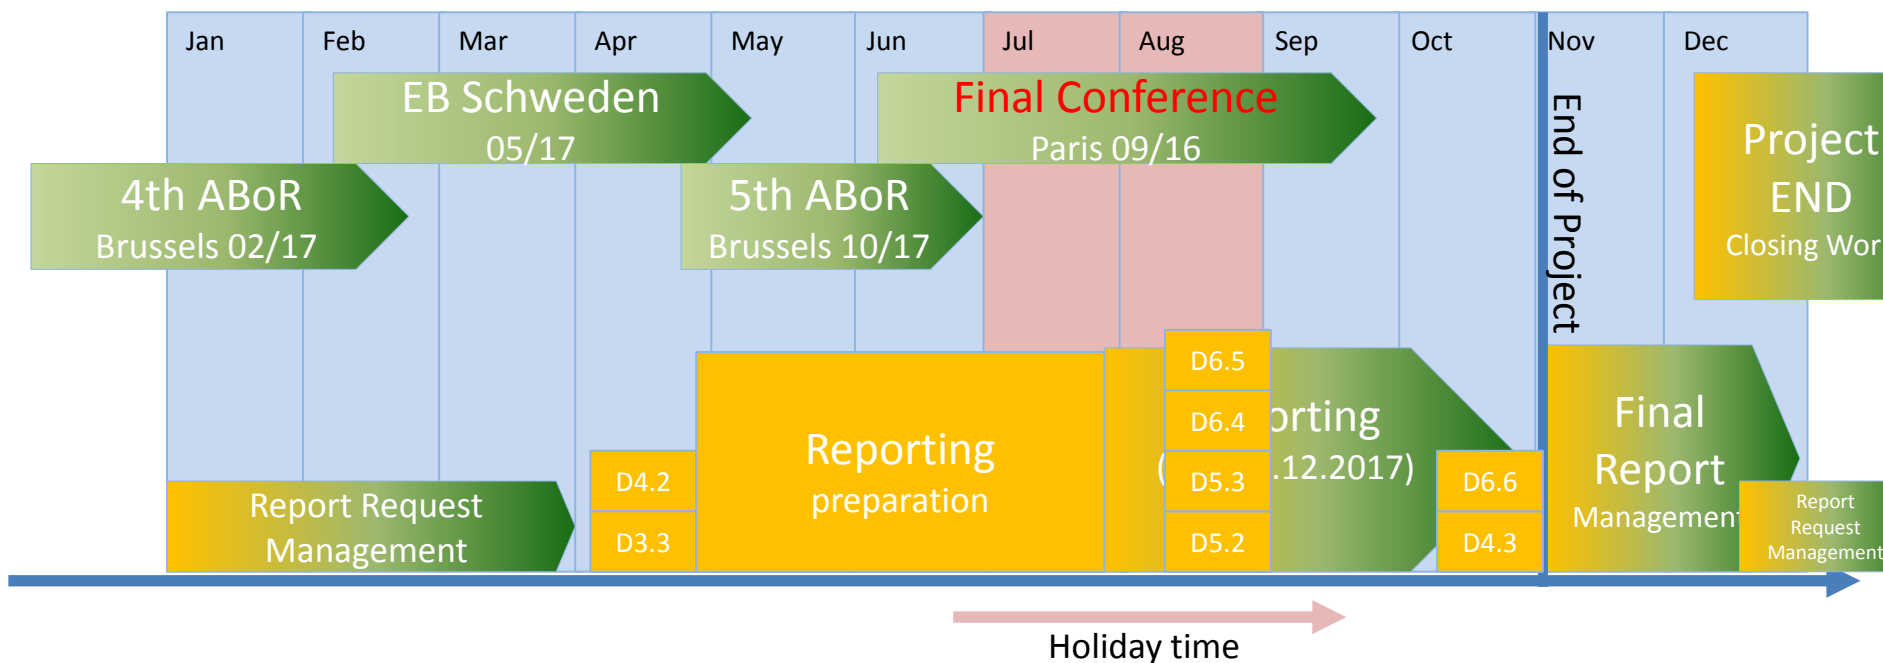 Jan Feb Mar Apr May Jun Jul Aug Sep Oct Nov Dec
EB Schweden
05/17
Final Conference
Paris 09/16
4th ABoR
Brussels 02/17
5th ABoR
Brussels 10/17
End of Project
Project
END
Closing Wor
Report Request
Management
D4.2
D3.3
Reporting
preparation
D6.5
D6.4
D5.3
D5.2
orting
( .12.2017)
D6.6
D4.3
Final
Report
Management
Report
Request
Management
Holiday time